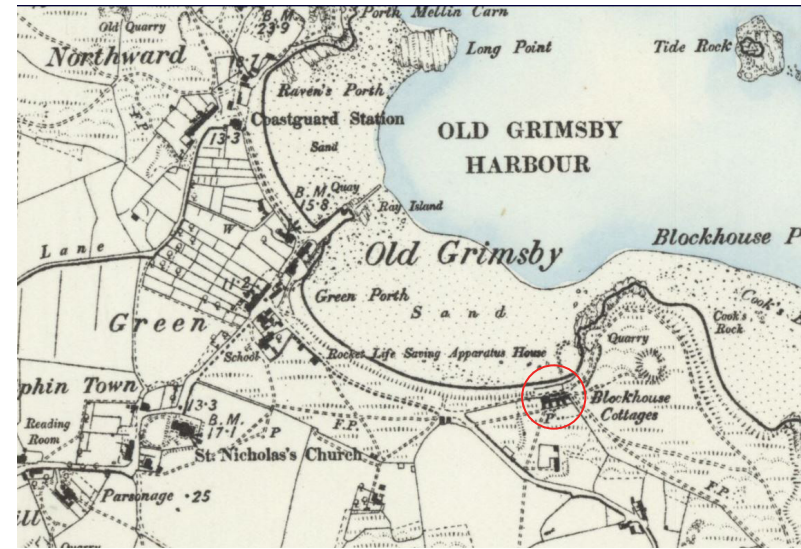 B. M.
23·9
Porth Mellin Carn
Old Quarry
Long Point
Tide Rock
Northward
Raven's Porth
Coastguard Station
13·3
Sand
OLD GRIMSBY
HARBOUR
B. M.
15·8
Quay
Ray Island
W
Lane
Old Grimsby
Blockhouse P
11·2
Green Porth
Sand
Cook's
Cook's
Rock
Green
School
Rocket Life Saving Apparatus House
Quarry
phin Town
Blockhouse
Cottages
P
13·3
Reading
Room
B. M.
17·1
P
F.P.
St. Nicholas's Church
Parsonage
·25
F.P.
ill
Quarry